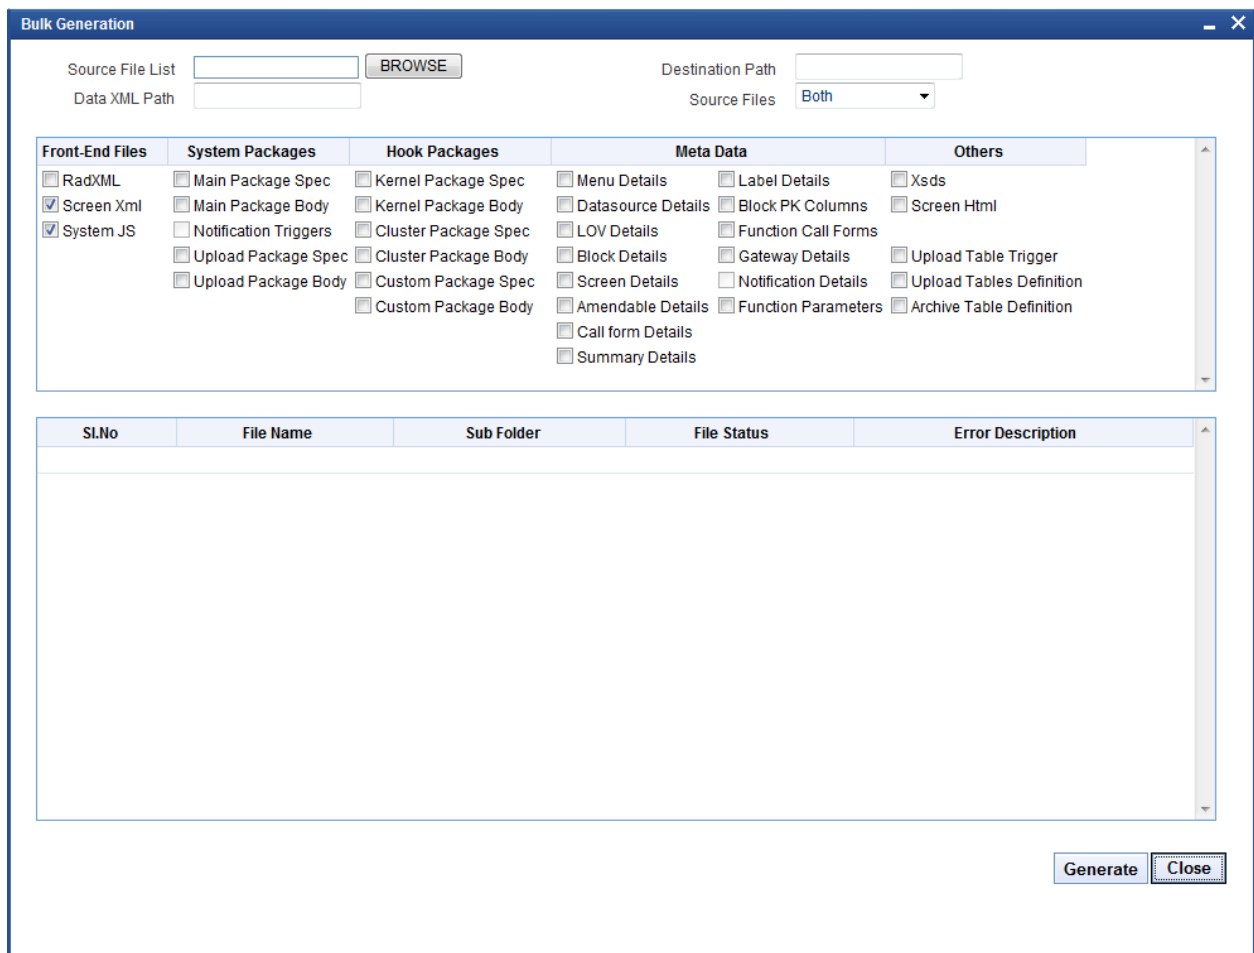 Bulk Generation
Source File List BROWSE Destination Path
Data XML Path Source Files Both
Front-End Files System Packages Hook Packages Meta Data Others
RadXML Main Package Spec Kernel Package Spec Menu Details Label Details Xsds
Screen Xml Main Package Body Kernel Package Body Datasource Details Block PK Columns Screen Html
System JS Notification Triggers Cluster Package Spec LOV Details Function Call Forms
Upload Package Spec Cluster Package Body Block Details Gateway Details Upload Table Trigger
Upload Package Body Custom Package Spec Screen Details Notification Details Upload Tables Definition
Custom Package Body Amendable Details Function Parameters Archive Table Definition
Call form Details
Summary Details
Sl.No File Name Sub Folder File Status Error Description
Generate Close